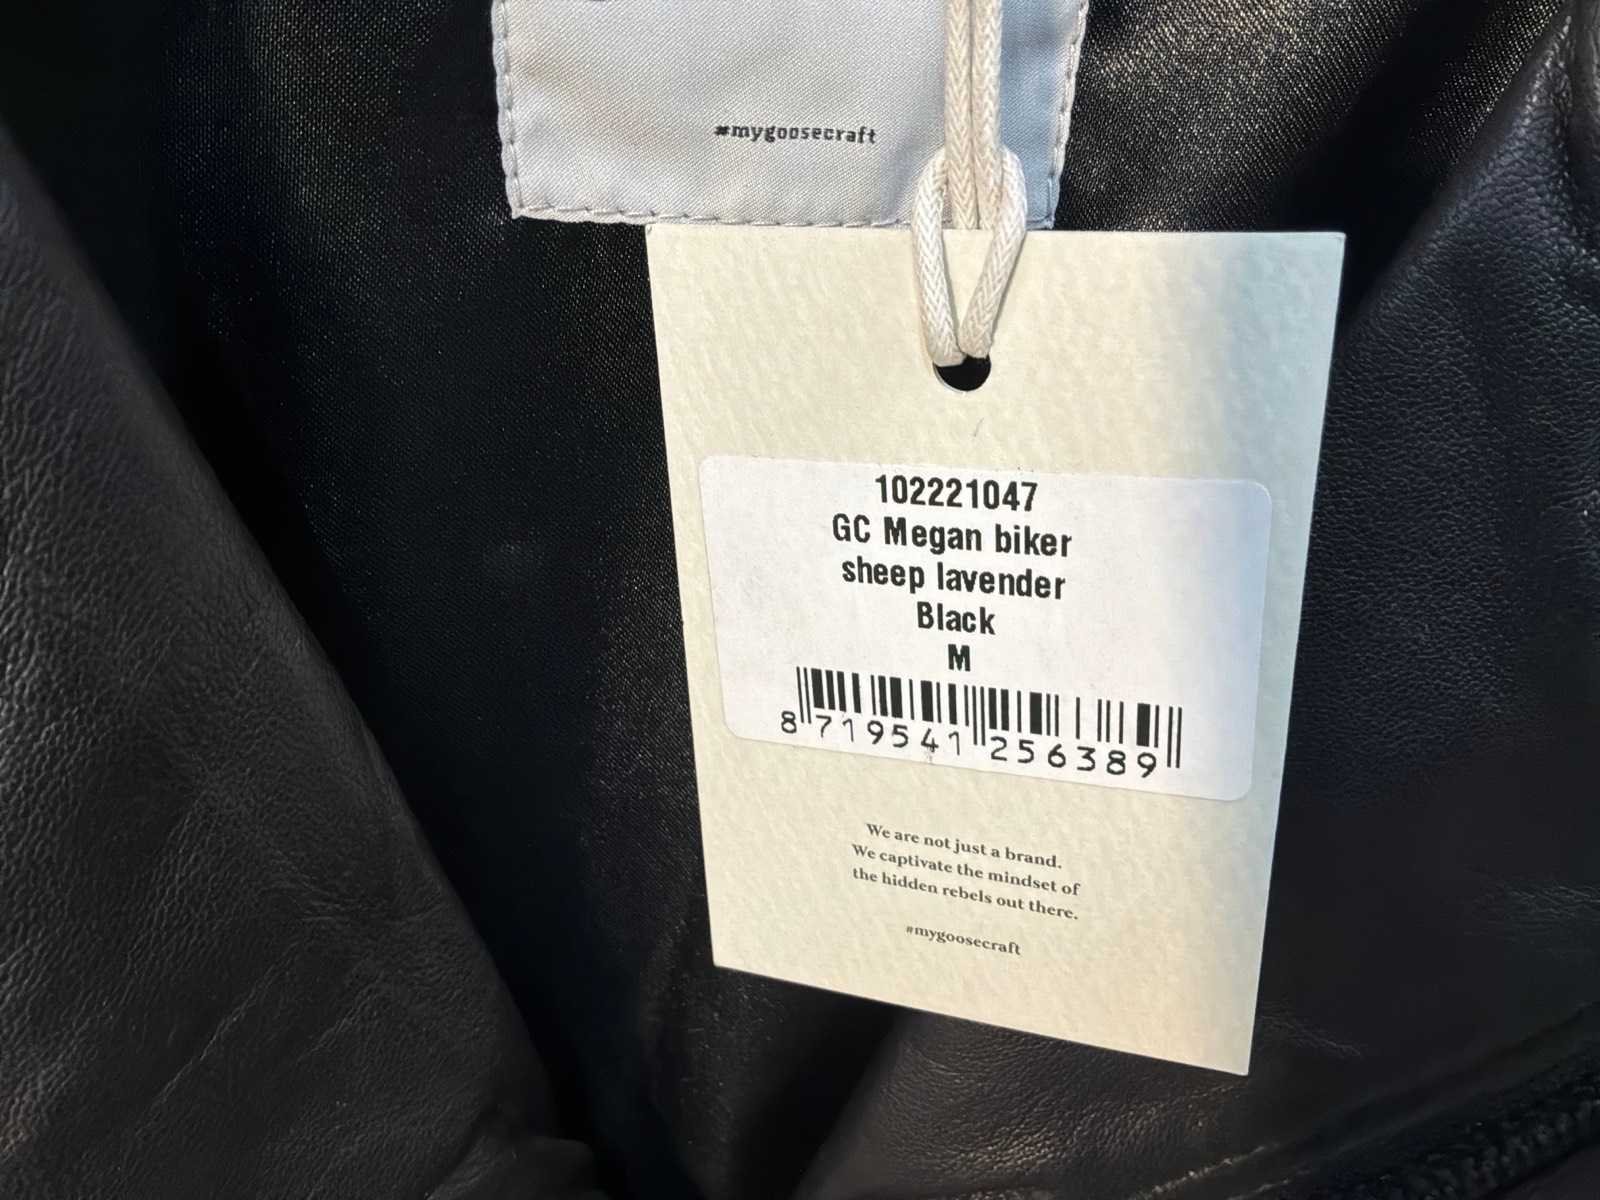 #mygoosecraft
102221047
GC Megan biker
sheep lavender
Black
M
8 719541 256389
We are not just a brand.
We captivate the mindset of
the hidden rebels out there.
#mygoosecraft